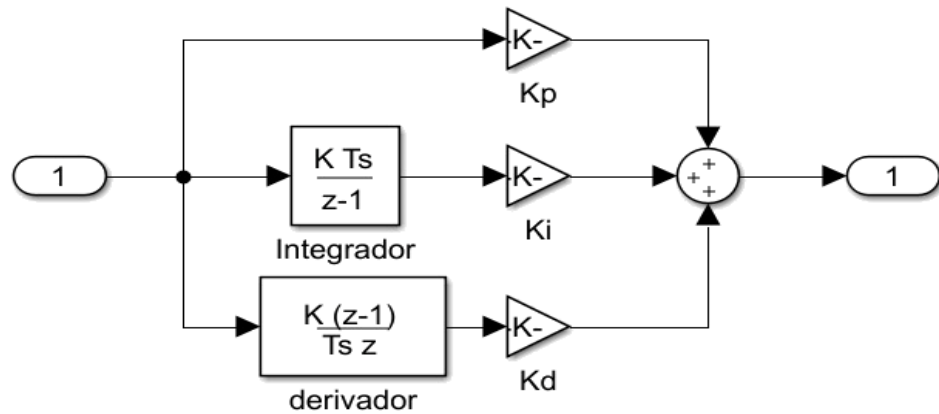 -K-
Kp
1
K Ts
z-1
Integrador
-K-
Ki
+
+
+
1
K (z-1)
Ts z
derivador
-K-
Kd